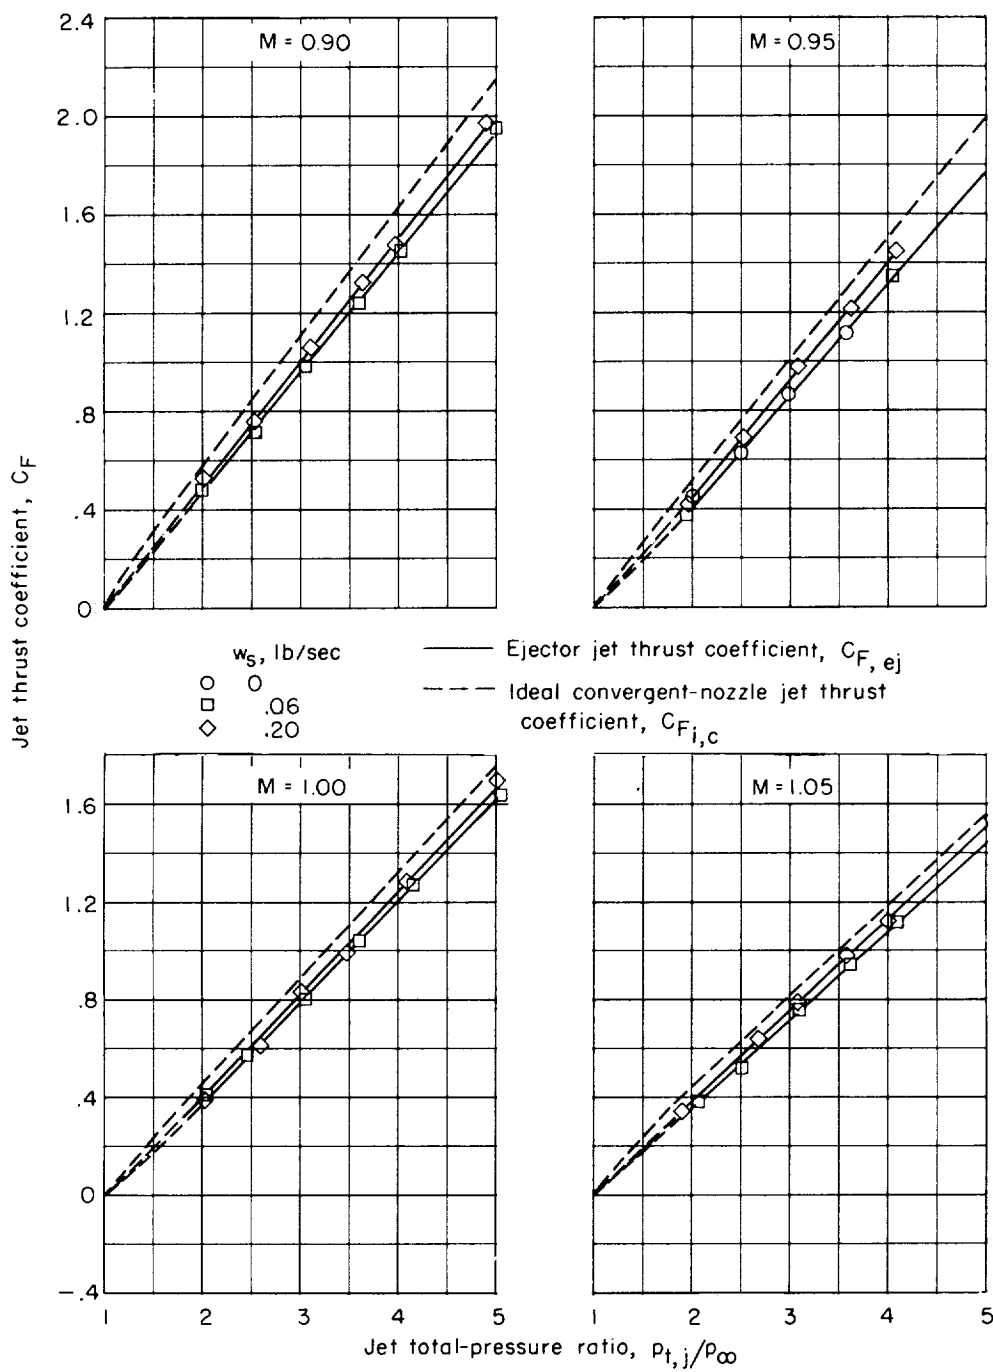 2.4
M = 0.90
M = 0.95
2.0
1.6
1.2
.8
.4
0
Jet thrust coefficient, C_F
w_s, lb/sec
0
.06
.20
Ejector jet thrust coefficient, C_F, ej
Ideal convergent-nozzle jet thrust
coefficient, C_F_i,c
M = 1.00
M = 1.05
1.6
1.2
.8
.4
0
-.4
1 2 3 4 5
1 2 3 4 5
Jet total-pressure ratio, p_t,j/p_∞